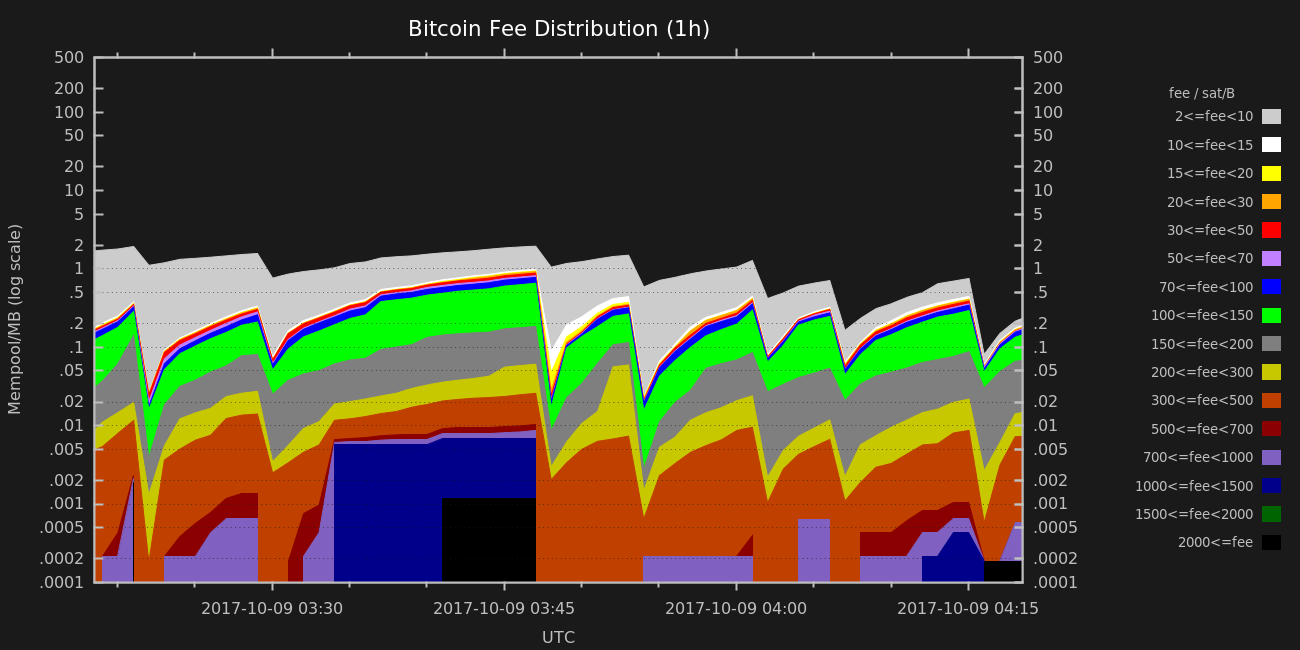 Bitcoin Fee Distribution (1h)
500 500
200 200
100 100
50 50
20 20
10 10
5 5
2 2
1 1
.5 .5
.2 .2
.1 .1
.05 .05
.02 .02
.01 .01
.005 .005
.002 .002
.001 .001
.0005 .0005
.0002 .0002
.0001 .0001
Mempool/MB (log scale)
2017-10-09 03:30 2017-10-09 03:45 2017-10-09 04:00 2017-10-09 04:15
UTC
fee / sat/B
2<=fee<10
10<=fee<15
15<=fee<20
20<=fee<30
30<=fee<50
50<=fee<70
70<=fee<100
100<=fee<150
150<=fee<200
200<=fee<300
300<=fee<500
500<=fee<700
700<=fee<1000
1000<=fee<1500
1500<=fee<2000
2000<=fee